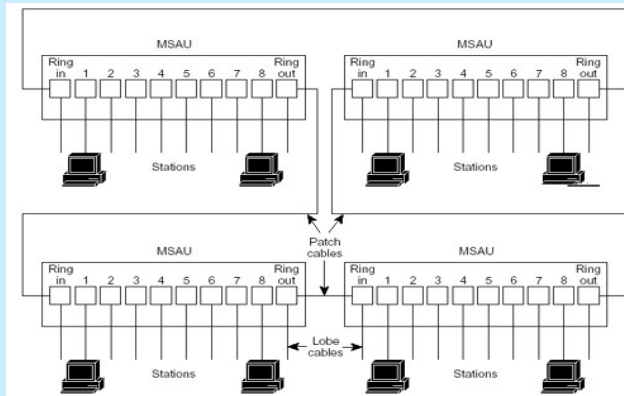 MSAU MSAU
Ring in 1 2 3 4 5 6 7 8 Ring out
Ring in 1 2 3 4 5 6 7 8 Ring out
Stations Stations
Patch cables
MSAU MSAU
Ring in 1 2 3 4 5 6 7 8 Ring out
Ring in 1 2 3 4 5 6 7 8 Ring out
Lobe cables
Stations Stations